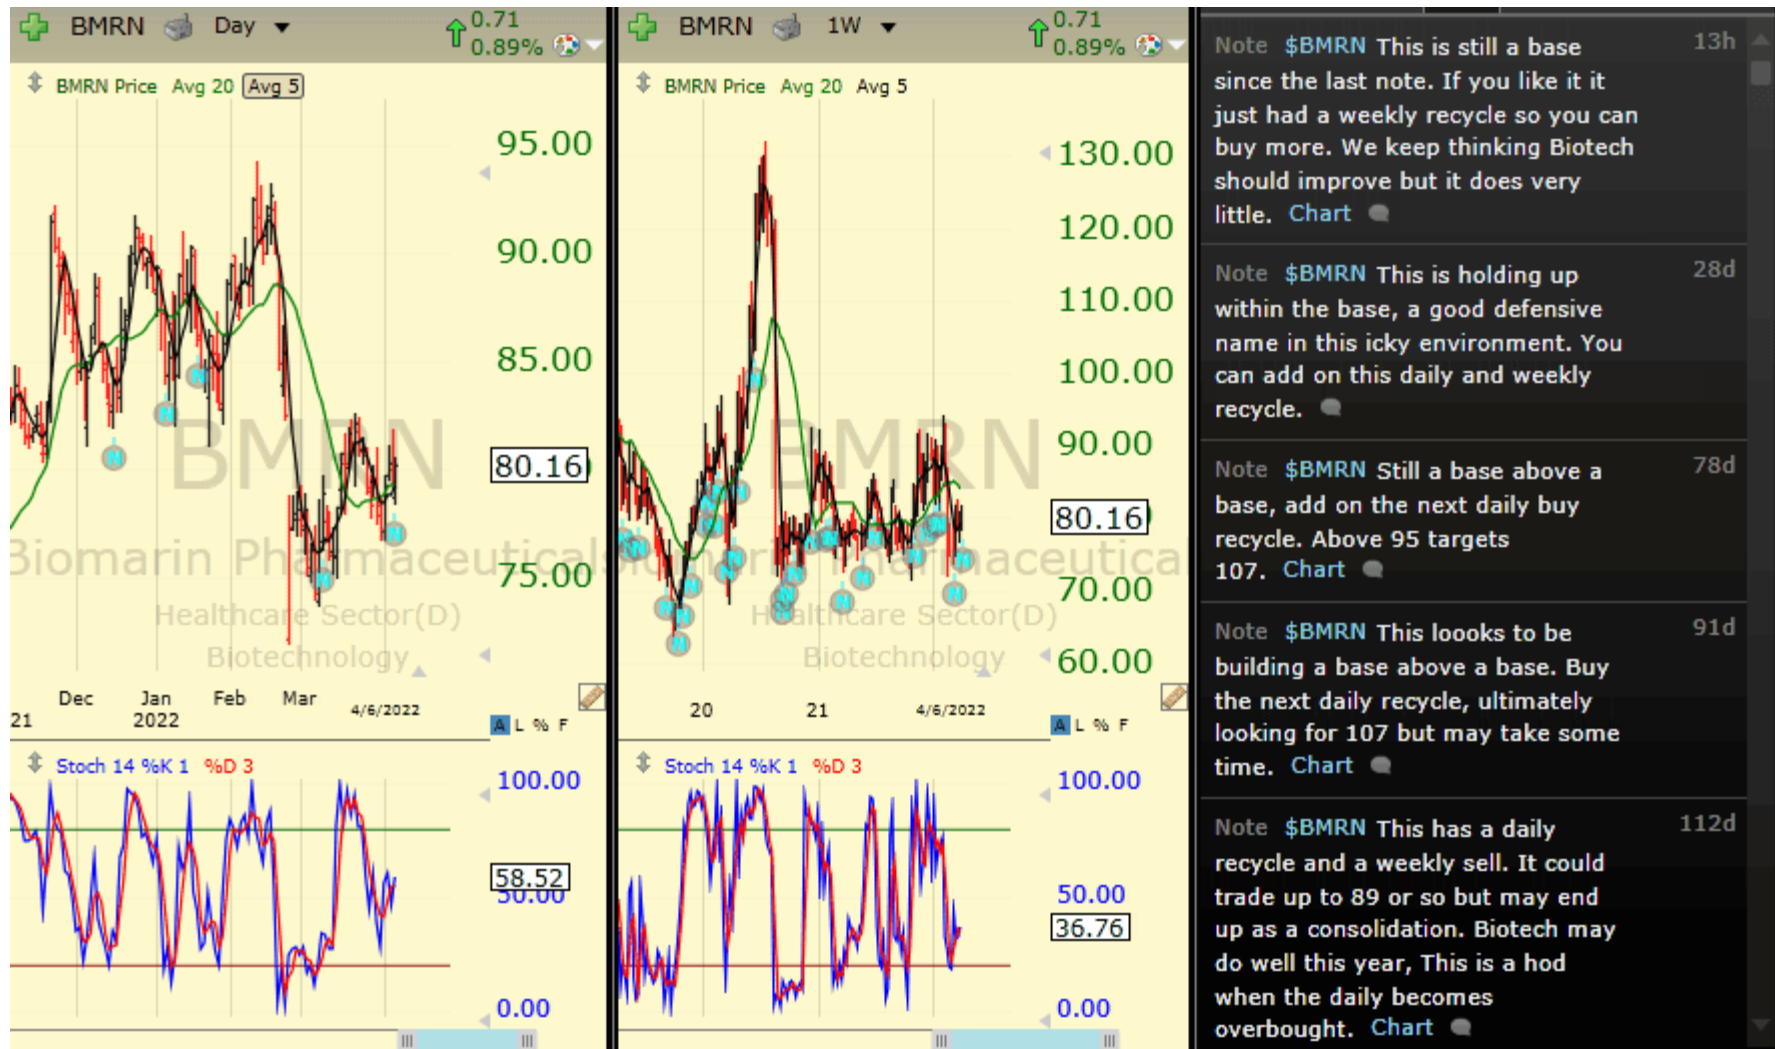 BMRN Day
0.71
0.89%
BMRN Price Avg 20 Avg 5
95.00
90.00
85.00
80.16
75.00
BMRN
Biomarin Pharmaceuticals
Healthcare Sector(D)
Biotechnology
21 Dec Jan 2022 Feb Mar 4/6/2022
A L % F
Stoch 14 %K 1 %D 3
100.00
58.52
50.00
0.00
BMRN 1W
0.71
0.89%
BMRN Price Avg 20 Avg 5
130.00
120.00
110.00
100.00
90.00
80.16
70.00
60.00
BMRN
Biomarin Pharmaceutical
Healthcare Sector(D)
Biotechnology
20 21 4/6/2022
A L % F
Stoch 14 %K 1 %D 3
100.00
50.00
36.76
0.00
Note $BMRN This is still a base 13h
since the last note. If you like it it
just had a weekly recycle so you can
buy more. We keep thinking Biotech
should improve but it does very
little. Chart
Note $BMRN This is holding up 28d
within the base, a good defensive
name in this icky environment. You
can add on this daily and weekly
recycle.
Note $BMRN Still a base above a 78d
base, add on the next daily buy
recycle. Above 95 targets
107. Chart
Note $BMRN This loooks to be 91d
building a base above a base. Buy
the next daily recycle, ultimately
looking for 107 but may take some
time. Chart
Note $BMRN This has a daily 112d
recycle and a weekly sell. It could
trade up to 89 or so but may end
up as a consolidation. Biotech may
do well this year, This is a hod
when the daily becomes
overbought. Chart